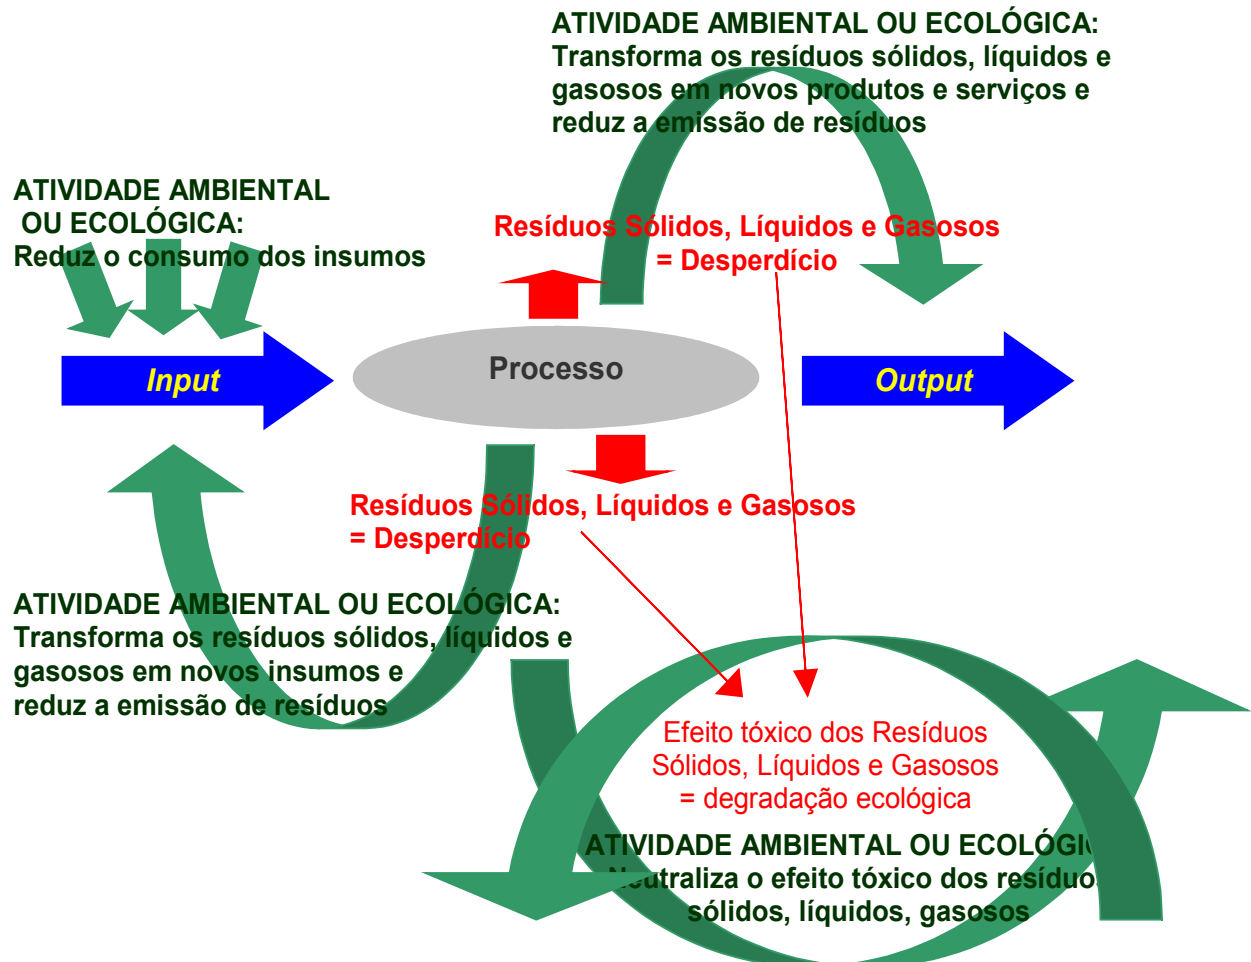 ATIVIDADE AMBIENTAL OU ECOLÓGICA:
Transforma os resíduos sólidos, líquidos e
gasosos em novos produtos e serviços e
reduz a emissão de resíduos
ATIVIDADE AMBIENTAL
OU ECOLÓGICA:
Reduz o consumo dos insumos
Resíduos Sólidos, Líquidos e Gasosos
= Desperdício
Input
Processo
Output
Resíduos Sólidos, Líquidos e Gasosos
= Desperdício
ATIVIDADE AMBIENTAL OU ECOLÓGICA:
Transforma os resíduos sólidos, líquidos e
gasosos em novos insumos e
reduz a emissão de resíduos
Efeito tóxico dos Resíduos
Sólidos, Líquidos e Gasosos
= degradação ecológica
ATIVIDADE AMBIENTAL OU ECOLÓGIC
Neutraliza o efeito tóxico dos resíduos
sólidos, líquidos, gasosos